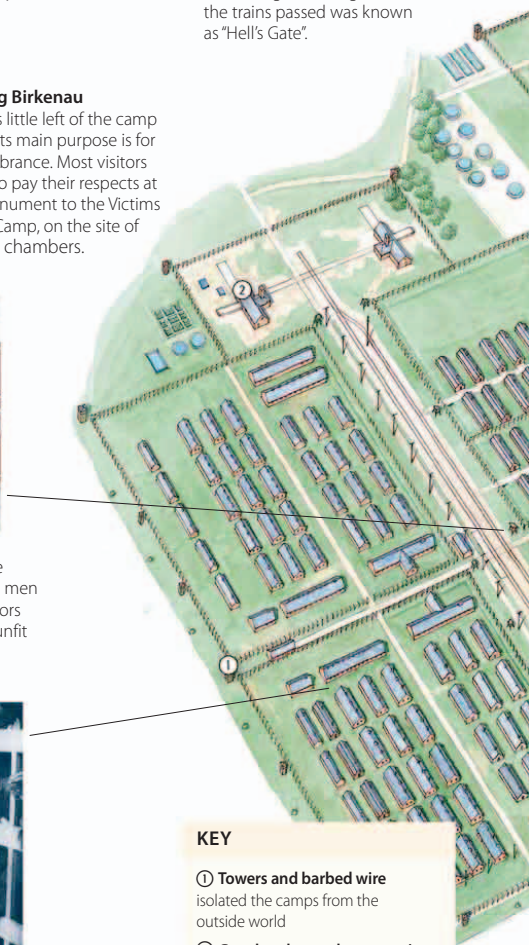 the trains passed was known
as “Hell’s Gate”.
g Birkenau
s little left of the camp
ts main purpose is for
brance. Most visitors
o pay their respects at
nument to the Victims
Camp, on the site of
chambers.
2
e
men
ors
unfit
1
KEY
① Towers and barbed wire
isolated the camps from the
outside world